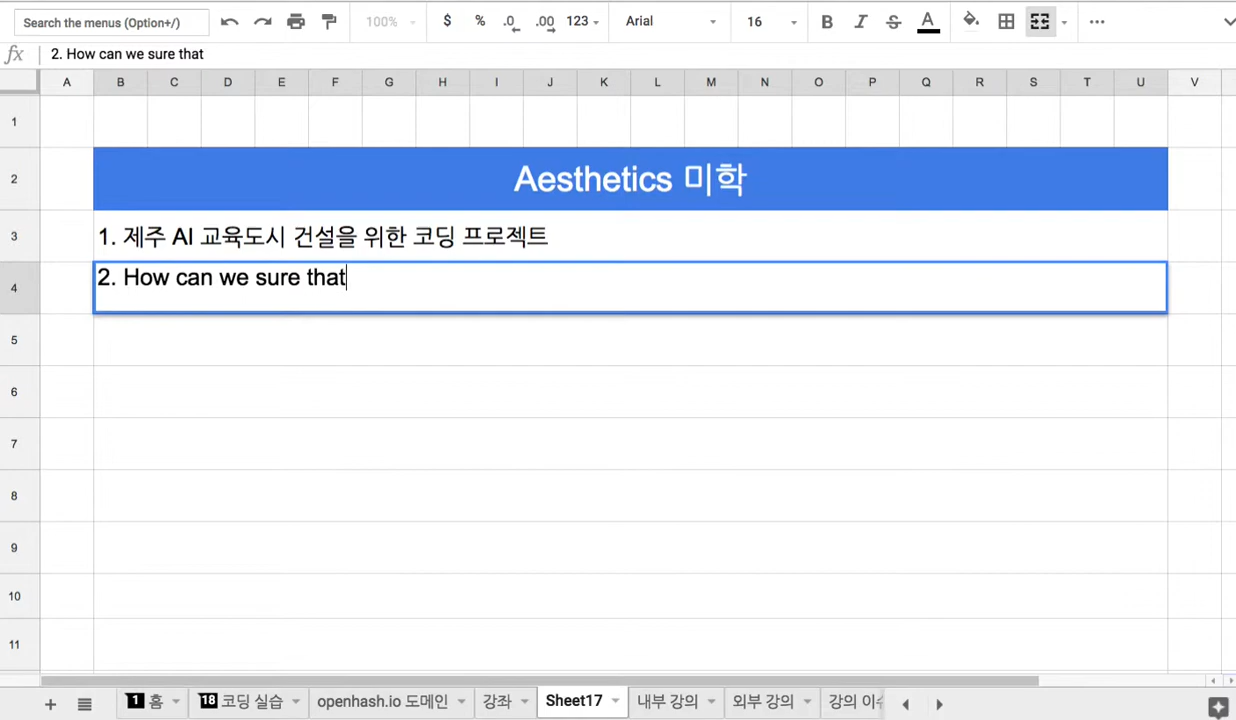 Search the menus (Option+/) 100% $ % .0 .00 123 Arial 16 B I S A
fx 2. How can we sure that
A B C D E F G H I J K L M N O P Q R S T U V
1
2 Aesthetics 미학
3 1. 제주 AI 교육도시 건설을 위한 코딩 프로젝트
4 2. How can we sure that
5
6
7
8
9
10
11
1 홈 18 코딩 실습 openhash.io 도메인 강좌 Sheet17 내부 강의 외부 강의 강의